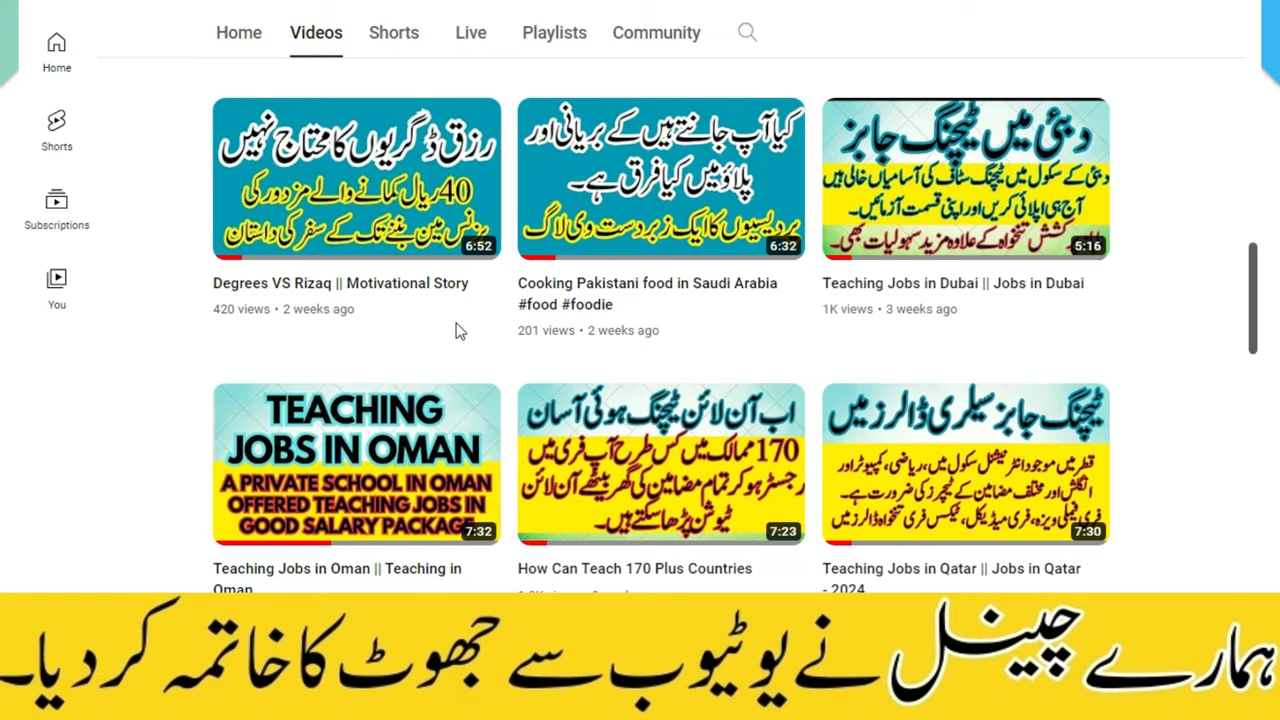 Home
Videos
Shorts
Live
Playlists
Community
Home
Shorts
Subscriptions
You
رزق ڈگریوں کا محتاج نہیں
40 ریال کمانے والے مزدور کی
بزنس مین بننے تک کے سفر کی داستان
6:52
Degrees VS Rizaq || Motivational Story
420 views • 2 weeks ago
کیا آپ جانتے ہیں کے بریانی اور
پلاؤ میں کیا فرق ہے۔
پردیسیوں کا ایک زبردست وی لاگ
6:32
Cooking Pakistani food in Saudi Arabia
#food #foodie
201 views • 2 weeks ago
دبئی میں ٹیچنگ جابز
دبئی کے سکول میں ٹیچنگ سٹاف کی آسامیاں خالی ہیں
آج ہی اپلائی کریں اور اپنی قسمت آزمائیں۔
کشش تنخواہ کے علاوہ مزید سہولیات بھی۔
5:16
Teaching Jobs in Dubai || Jobs in Dubai
1K views • 3 weeks ago
TEACHING
JOBS IN OMAN
A PRIVATE SCHOOL IN OMAN
OFFERED TEACHING JOBS IN
GOOD SALARY PACKAGE
7:32
Teaching Jobs in Oman || Teaching in
Oman
اب آن لائن ٹیچنگ ہوئی آسان
170 ممالک میں کس طرح آپ فری میں
رجسٹر ہو کر تمام مضامین کی گھر بیٹھے آن لائن
ٹیوشن پڑھا سکتے ہیں۔
7:23
How Can Teach 170 Plus Countries
ٹیچنگ جابز سیلری ڈالرز میں
قطر میں موجود انٹرنیشنل سکول میں، ریاضی، کمپیوٹر اور
انگلش اور مختلف مضامین کے ٹیچرز کی ضرورت ہے۔
فری فیملی ویزہ، فری میڈیکل، ٹیکس فری تنخواہ ڈالرز میں
7:30
Teaching Jobs in Qatar || Jobs in Qatar
- 2024
ہمارے چینل نے یوٹیوب سے جھوٹ کا خاتمہ کر دیا۔